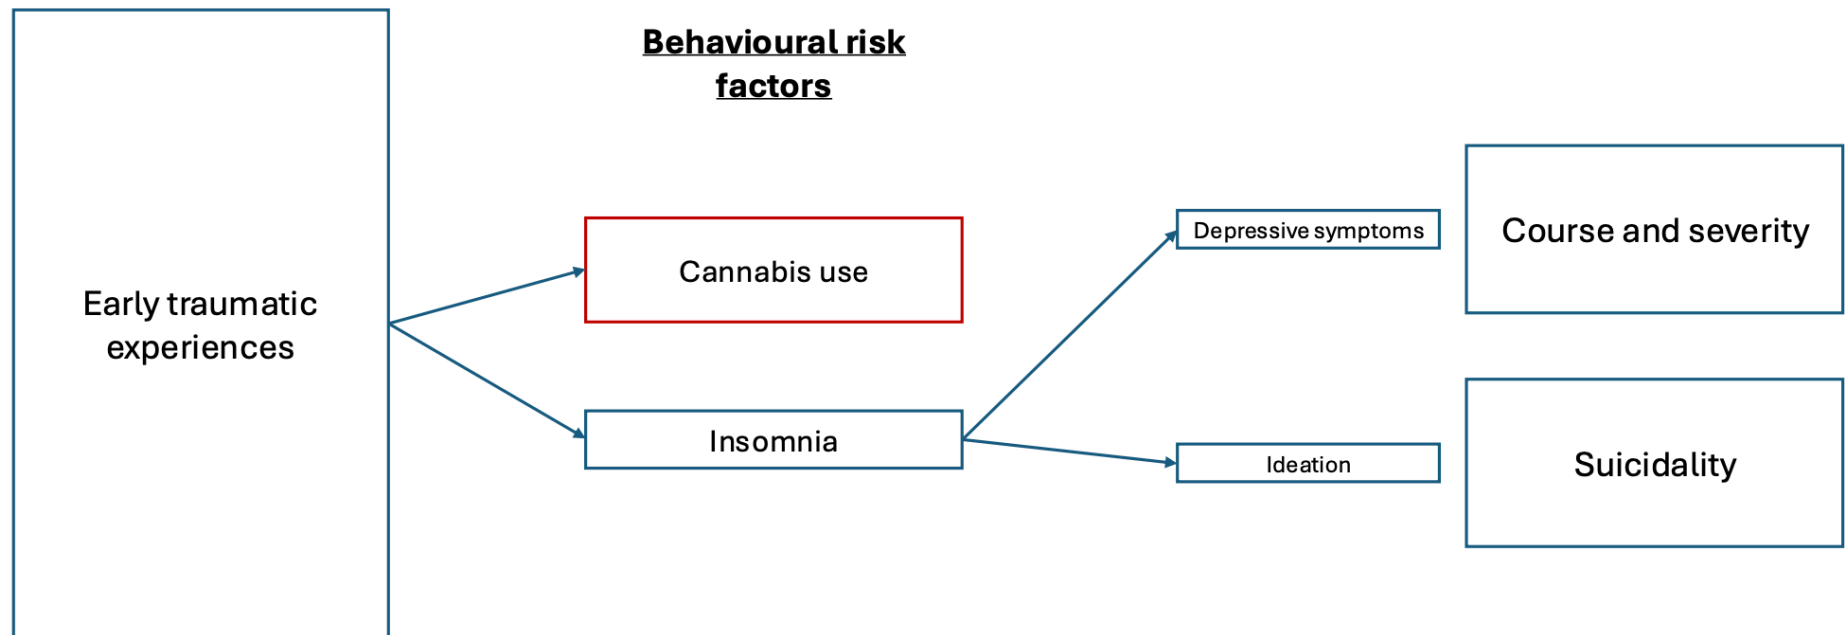 Behavioural risk
factors
Early traumatic
experiences
Cannabis use
Insomnia
Depressive symptoms
Ideation
Course and severity
Suicidality